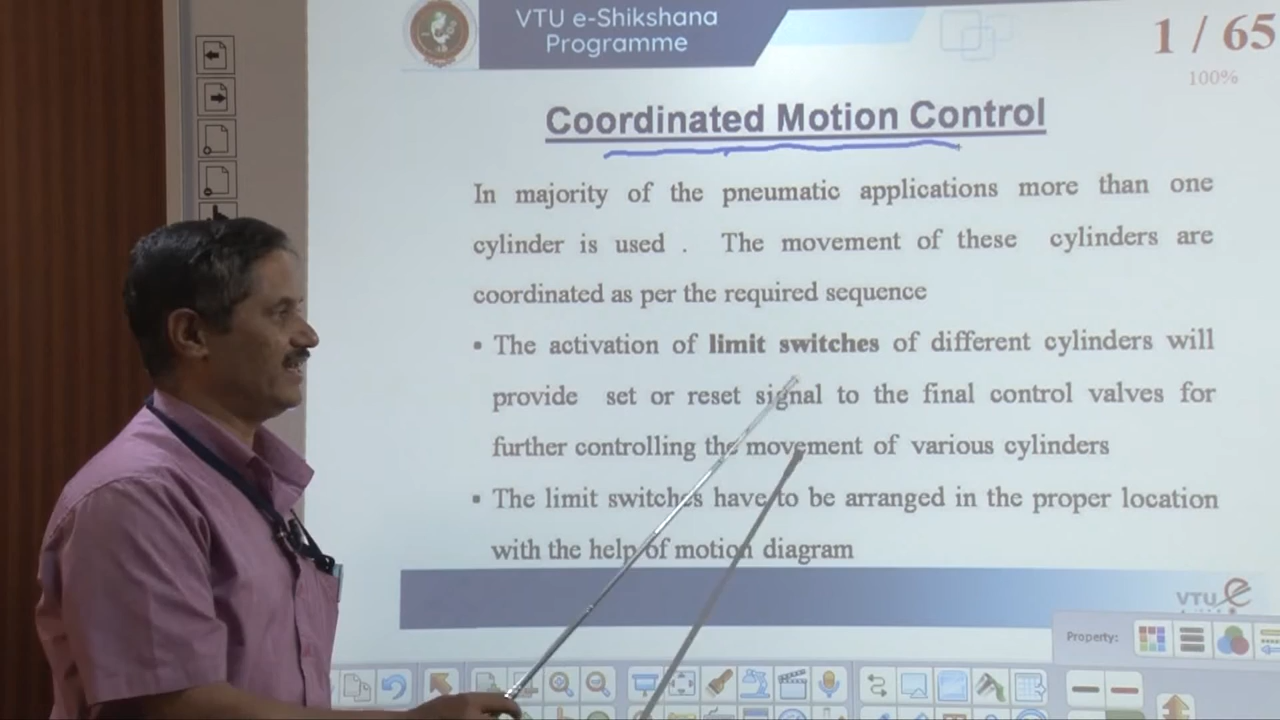 VTU e-Shikshana
Programme
1 / 65
100%
Coordinated Motion Control
In majority of the pneumatic applications more than one
cylinder is used . The movement of these cylinders are
coordinated as per the required sequence
▪ The activation of limit switches of different cylinders will
provide set or reset signal to the final control valves for
further controlling the movement of various cylinders
▪ The limit switches have to be arranged in the proper location
with the help of motion diagram
VTU e
Property: